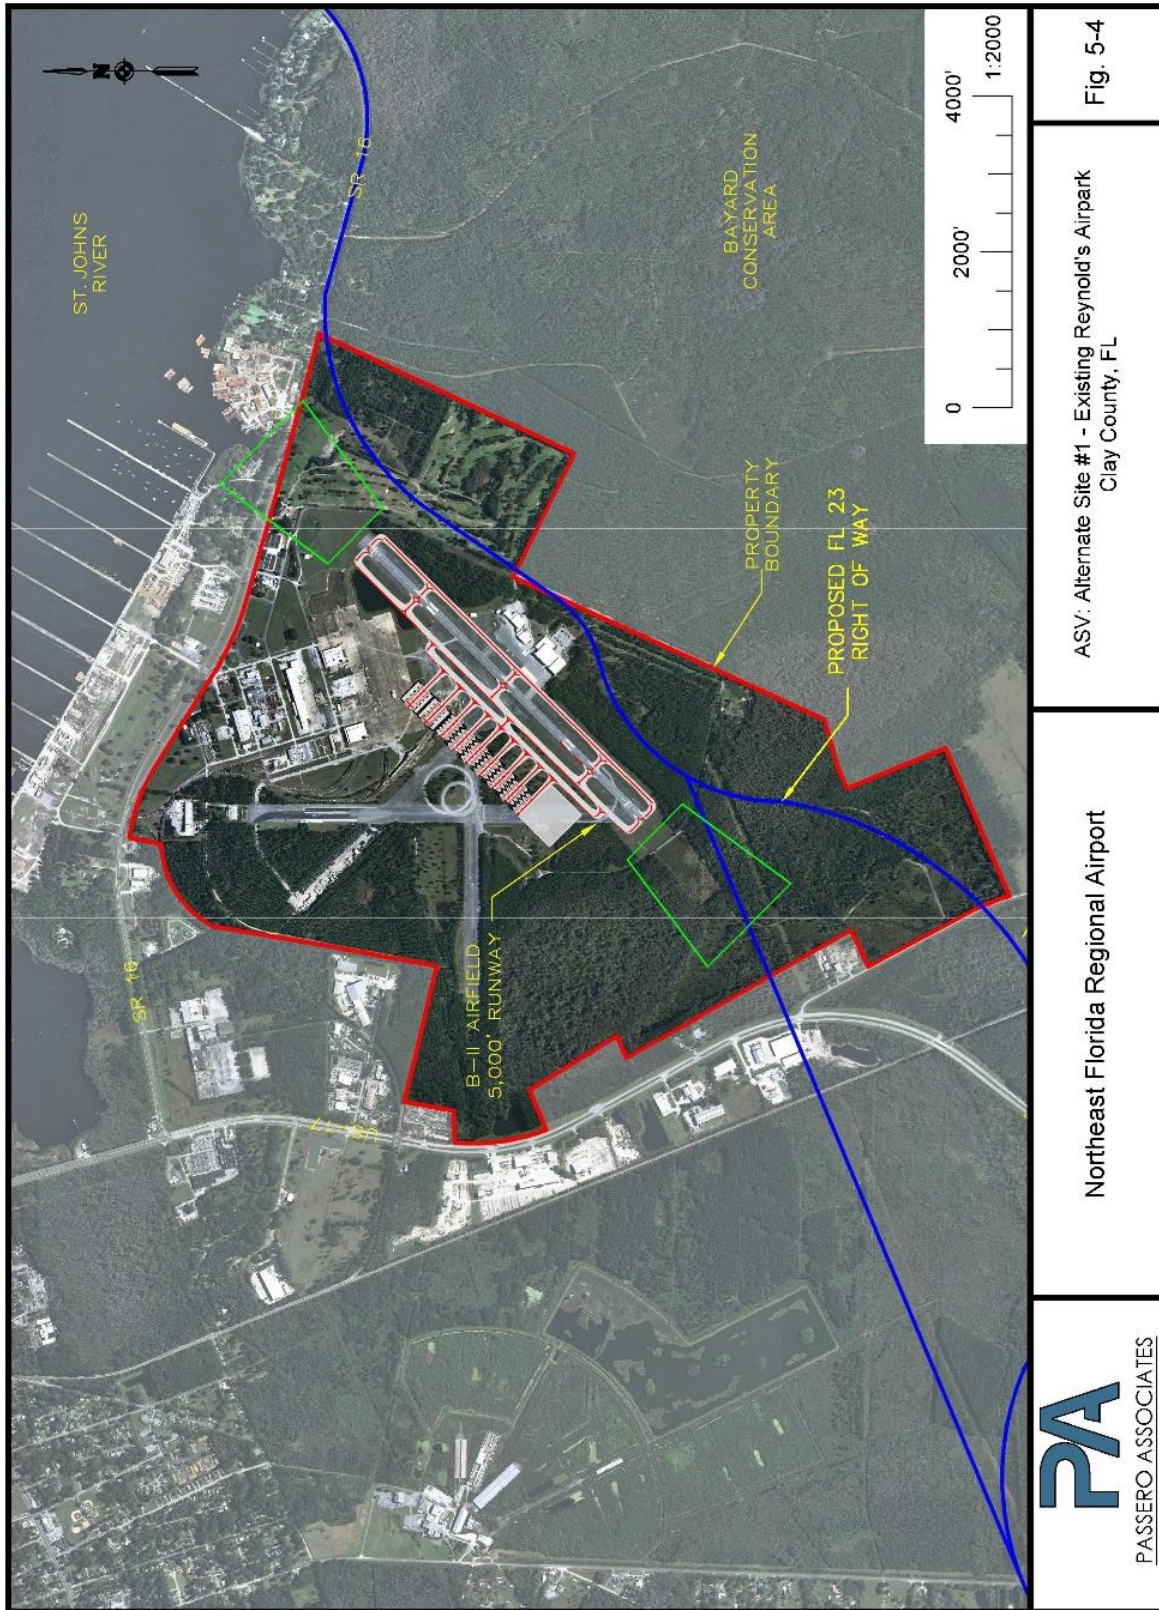 N
ST. JOHNS
RIVER
SR 16
SR 16
US 17
BAYARD
CONSERVATION
AREA
B-II AIRFIELD
5,000' RUNWAY
PROPERTY
BOUNDARY
PROPOSED FL 23
RIGHT OF WAY
0
2000'
4000'
1:2000
PA
PASSERO ASSOCIATES
Northeast Florida Regional Airport
ASV: Alternate Site #1 - Existing Reynold's Airpark
Clay County, FL
Fig. 5-4